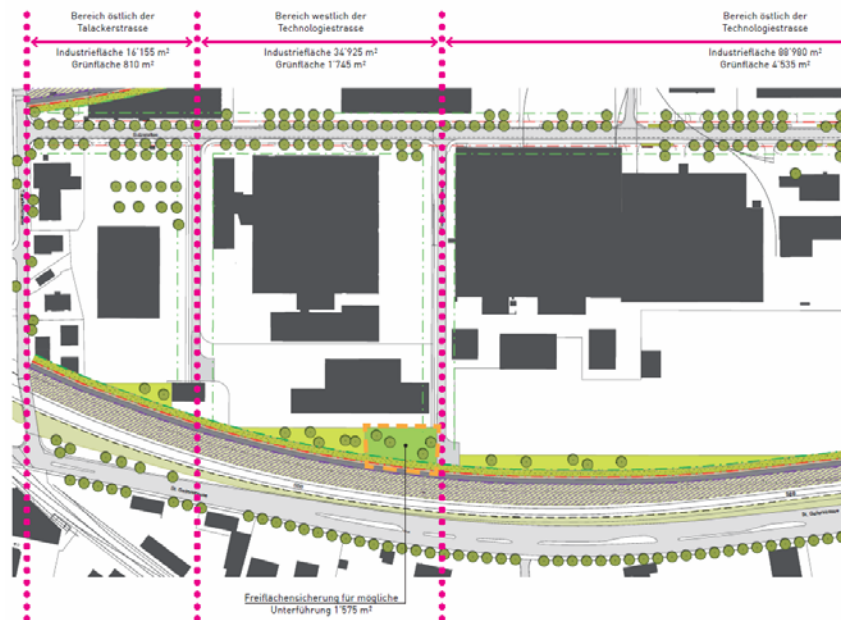 Bereich östlich der
Talackerstrasse
Industriefläche 16'155 m²
Grünfläche 810 m²
Bereich westlich der
Technologiestrasse
Industriefläche 34'925 m²
Grünfläche 1'745 m²
Bereich östlich der
Technologiestrasse
Industriefläche 88'980 m²
Grünfläche 4'535 m²
Freiflächensicherung für mögliche
Unterführung 1'575 m²